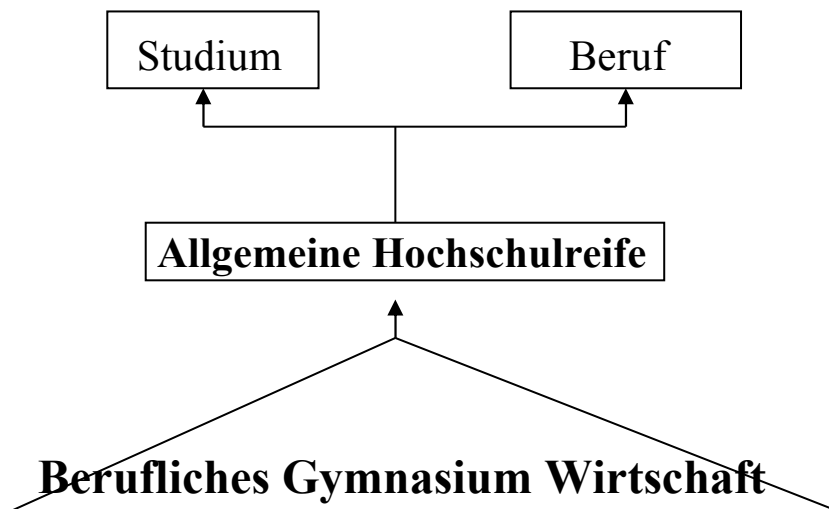 Studium Beruf
Allgemeine Hochschulreife
Berufliches Gymnasium Wirtschaft